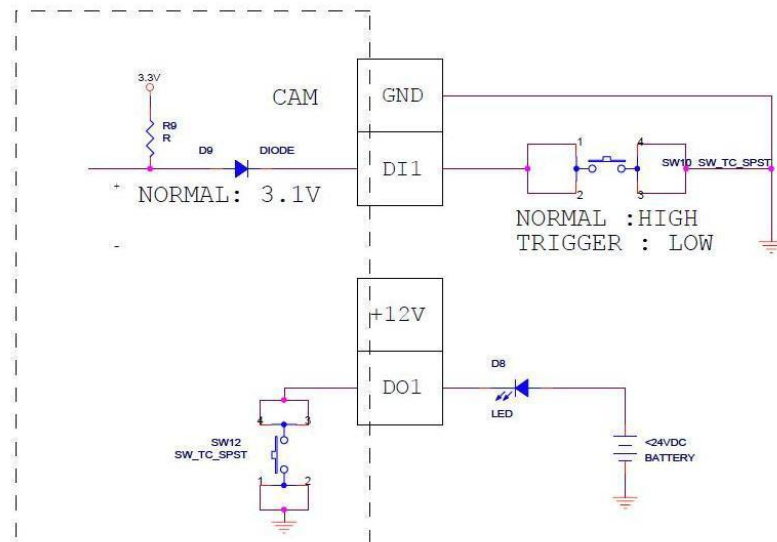 3.3V
CAM
GND
R9
R
D9
DIODE
DI1
1
4
SW10 SW_TC_SPST
+
NORMAL: 3.1V
2
3
NORMAL :HIGH
TRIGGER : LOW
-
+12V
D8
DO1
LED
4
3
SW12
SW_TC_SPST
<24VDC
BATTERY
1
2